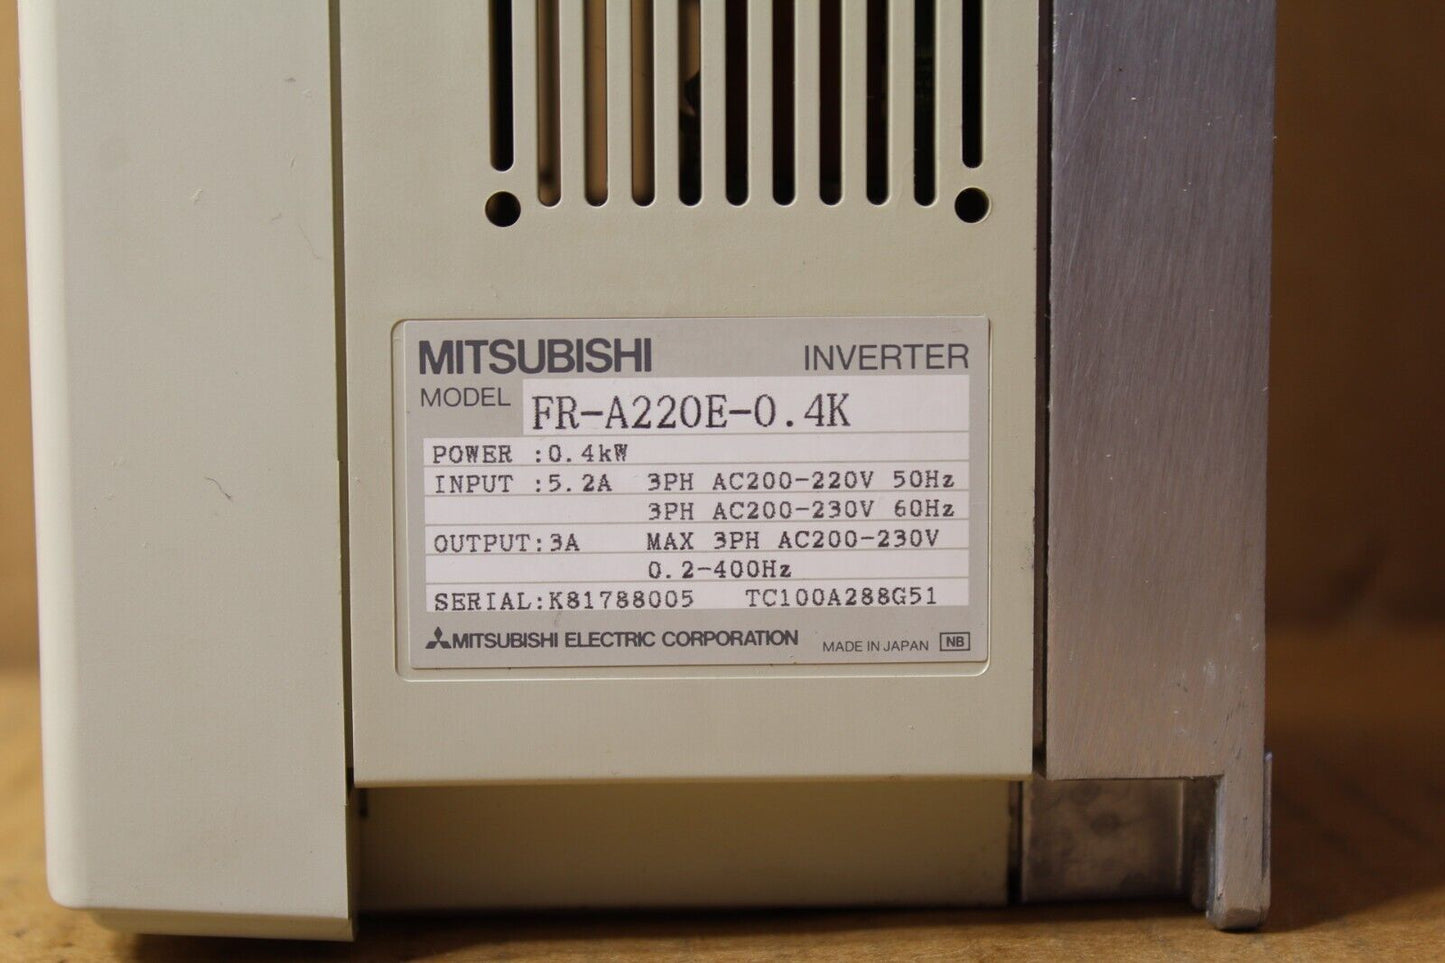 MITSUBISHI INVERTER
MODEL FR-A220E-0.4K
POWER :0.4kW
INPUT :5.2A 3PH AC200-220V 50Hz
3PH AC200-230V 60Hz
OUTPUT:3A MAX 3PH AC200-230V
0.2-400Hz
SERIAL:K81788005 TC100A288G51
MITSUBISHI ELECTRIC CORPORATION MADE IN JAPAN NB